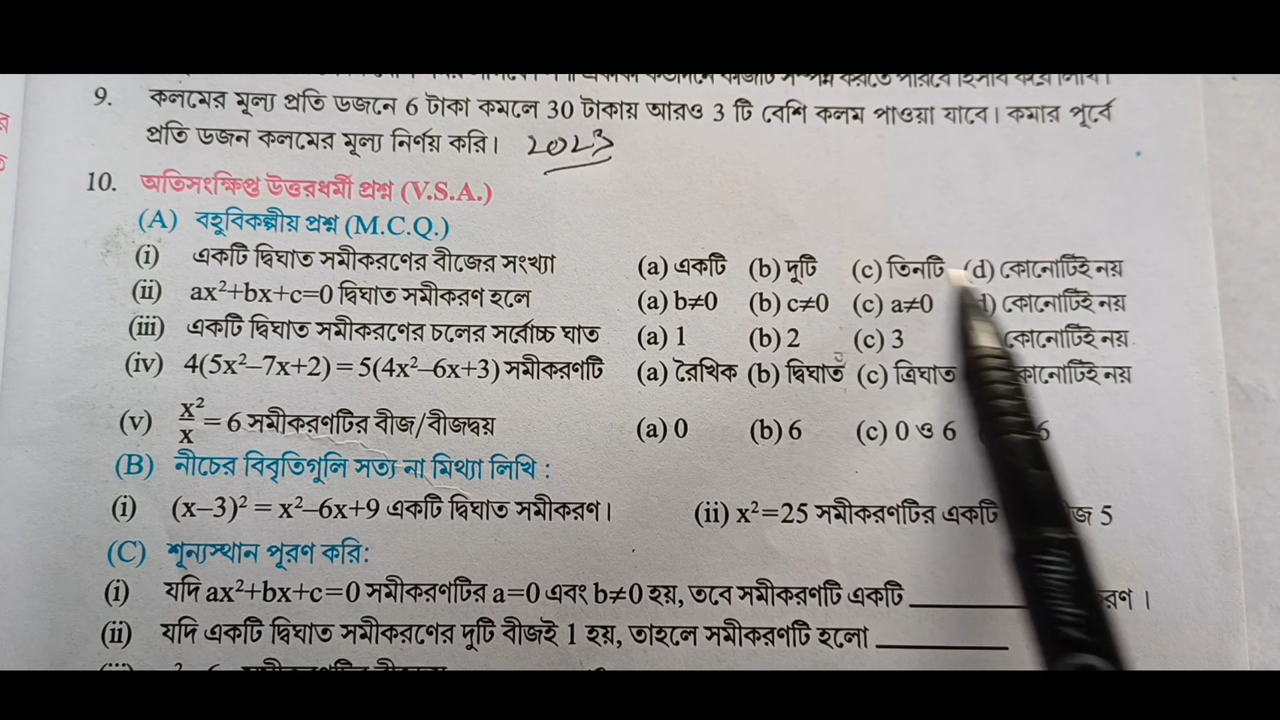 9. কলমের মূল্য প্রতি ডজনে 6 টাকা কমলে 30 টাকায় আরও 3 টি বেশি কলম পাওয়া যাবে। কমার পূর্বে
প্রতি ডজন কলমের মূল্য নির্ণয় করি। 2023
10. অতিসংক্ষিপ্ত উত্তরধর্মী প্রশ্ন (V.S.A.)
(A) বহুবিকল্পীয় প্রশ্ন (M.C.Q.)
(i) একটি দ্বিঘাত সমীকরণের বীজের সংখ্যা (a) একটি (b) দুটি (c) তিনটি (d) কোনোটিই নয়
(ii) ax²+bx+c=0 দ্বিঘাত সমীকরণ হলে (a) b≠0 (b) c≠0 (c) a≠0 (d) কোনোটিই নয়
(iii) একটি দ্বিঘাত সমীকরণের চলের সর্বোচ্চ ঘাত (a) 1 (b) 2 (c) 3 কোনোটিই নয়
(iv) 4(5x²–7x+2) = 5(4x²–6x+3) সমীকরণটি (a) রৈখিক (b) দ্বিঘাত (c) ত্রিঘাত কোনোটিই নয়
(v) x²/x = 6 সমীকরণটির বীজ/বীজদ্বয় (a) 0 (b) 6 (c) 0 ও 6 6
(B) নীচের বিবৃতিগুলি সত্য না মিথ্যা লিখি :
(i) (x–3)² = x²–6x+9 একটি দ্বিঘাত সমীকরণ। (ii) x²=25 সমীকরণটির একটি 5
(C) শূন্যস্থান পূরণ করি:
(i) যদি ax²+bx+c=0 সমীকরণটির a=0 এবং b≠0 হয়, তবে সমীকরণটি একটি ________ ।
(ii) যদি একটি দ্বিঘাত সমীকরণের দুটি বীজই 1 হয়, তাহলে সমীকরণটি হলো ________